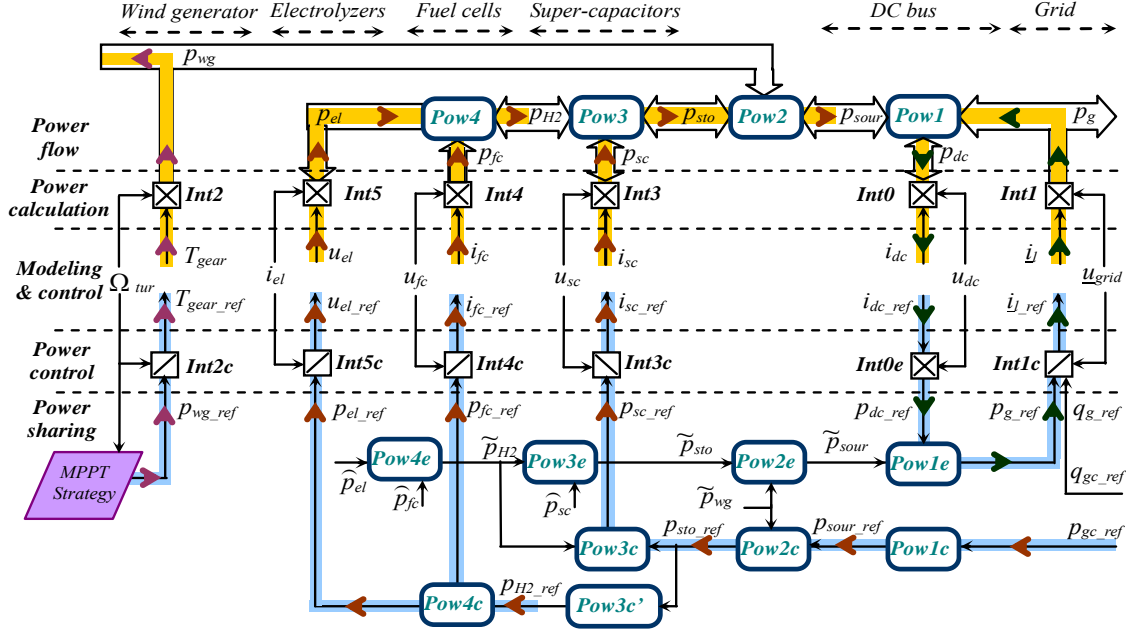 Wind generator Electrolyzers Fuel cells Super-capacitors DC bus Grid
p_wg
Power flow
p_el Pow4 p_H2 Pow3 p_sto Pow2 p_sour Pow1 p_g
p_fc p_sc p_dc
Power calculation
Int2 Int5 Int4 Int3 Int0 Int1
Modeling & control
T_gear u_el i_fc i_sc i_dc i_l
Ω_tur i_el u_fc u_sc u_dc u_grid
T_gear_ref u_el_ref i_fc_ref i_sc_ref i_dc_ref i_l_ref
Power control
Int2c Int5c Int4c Int3c Int0e Int1c
Power sharing
p_wg_ref p_el_ref p_fc_ref p_sc_ref p_dc_ref p_g_ref q_g_ref
MPPT Strategy
Pow4e p̃_H2 Pow3e p̃_sto Pow2e p̃_sour Pow1e
p̂_el p̂_fc p̂_sc p̃_wg q_gc_ref
Pow3c p_sto_ref Pow2c p_sour_ref Pow1c p_gc_ref
Pow4c p_H2_ref Pow3c’